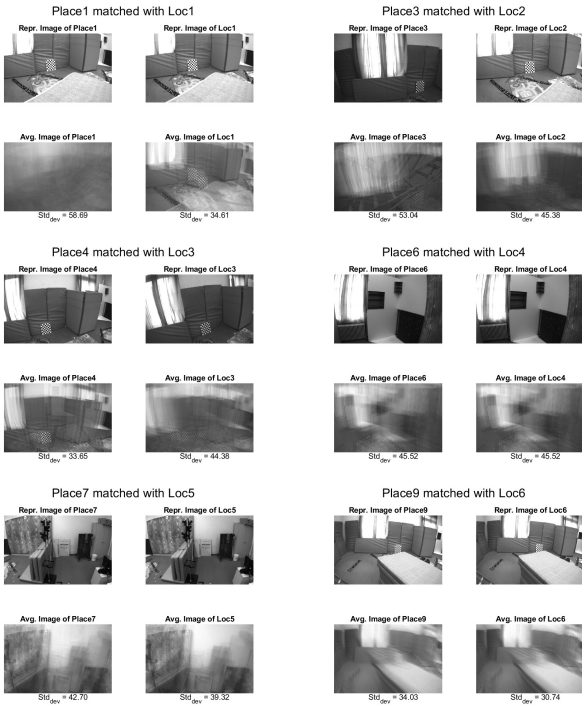 Place1 matched with Loc1
Repr. Image of Place1
Repr. Image of Loc1
Avg. Image of Place1
Avg. Image of Loc1
Std_dev = 58.69
Std_dev = 34.61
Place3 matched with Loc2
Repr. Image of Place3
Repr. Image of Loc2
Avg. Image of Place3
Avg. Image of Loc2
Std_dev = 53.04
Std_dev = 45.38
Place4 matched with Loc3
Repr. Image of Place4
Repr. Image of Loc3
Avg. Image of Place4
Avg. Image of Loc3
Std_dev = 33.65
Std_dev = 44.38
Place6 matched with Loc4
Repr. Image of Place6
Repr. Image of Loc4
Avg. Image of Place6
Avg. Image of Loc4
Std_dev = 45.52
Std_dev = 45.52
Place7 matched with Loc5
Repr. Image of Place7
Repr. Image of Loc5
Avg. Image of Place7
Avg. Image of Loc5
Std_dev = 42.70
Std_dev = 39.32
Place9 matched with Loc6
Repr. Image of Place9
Repr. Image of Loc6
Avg. Image of Place9
Avg. Image of Loc6
Std_dev = 34.03
Std_dev = 30.74